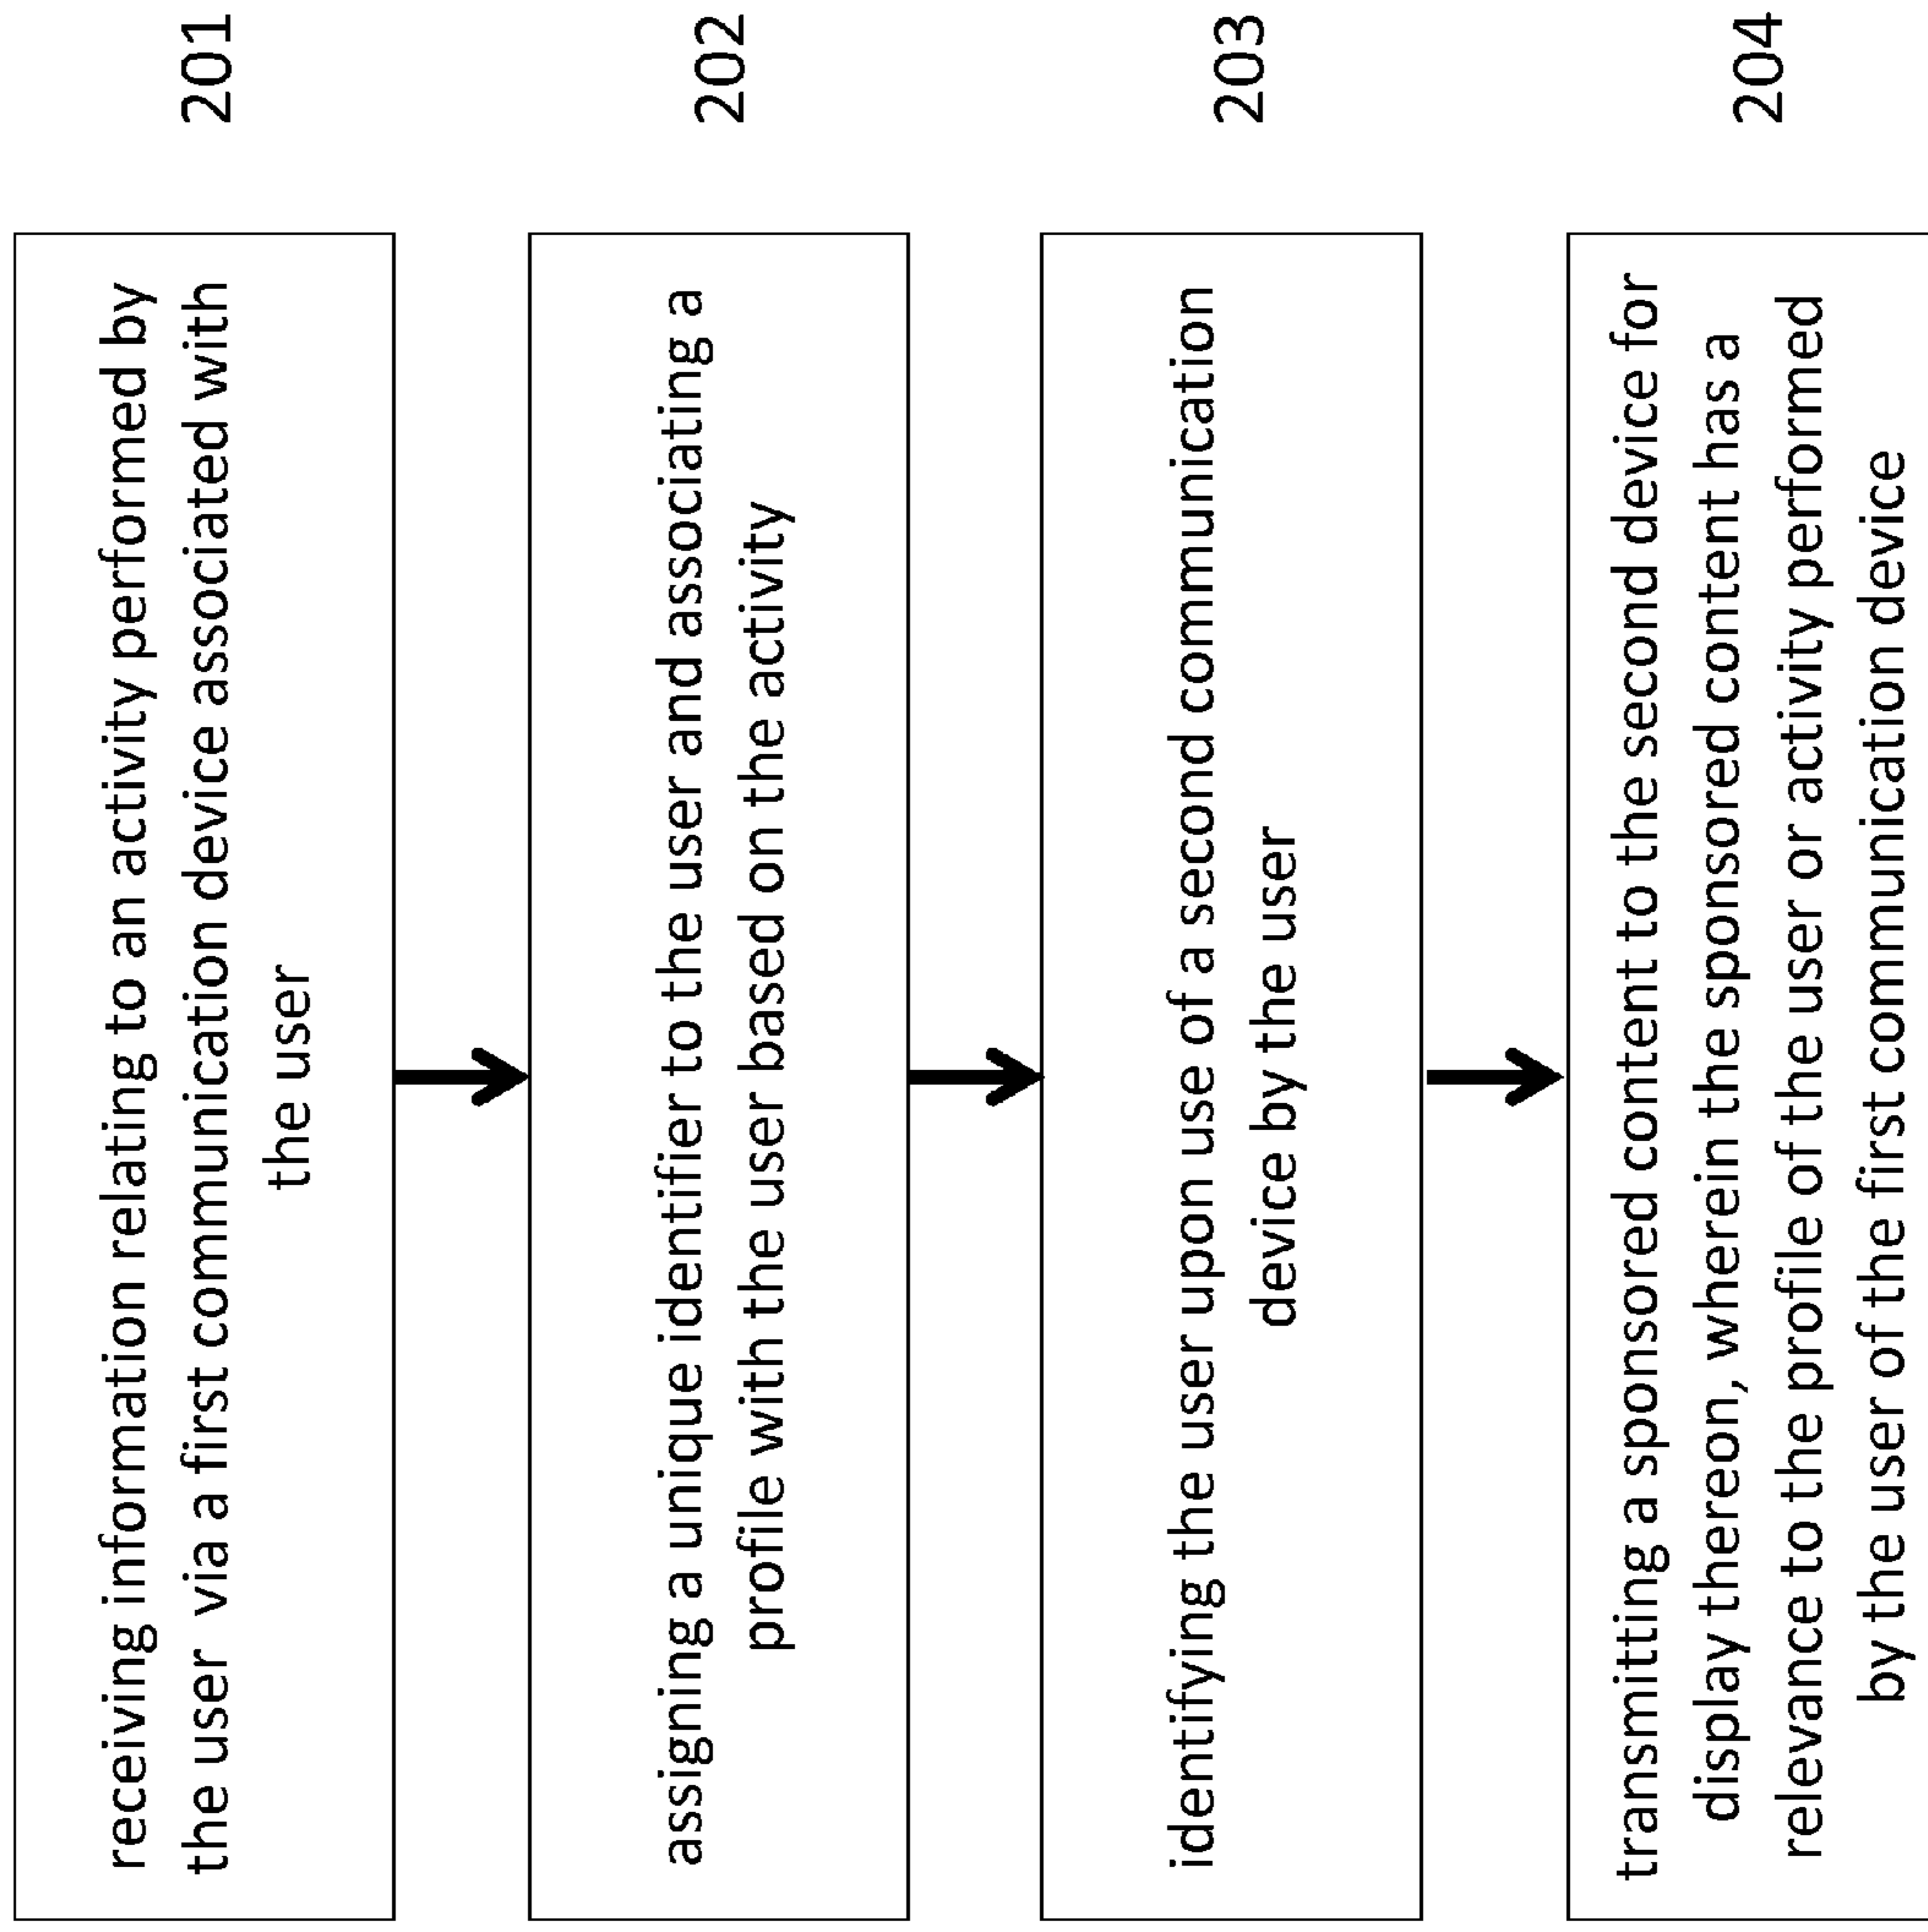 receiving information relating to an activity performed by
the user via a first communication device associated with
the user
201
assigning a unique identifier to the user and associating a
profile with the user based on the activity
202
identifying the user upon use of a second communication
device by the user
203
transmitting a sponsored content to the second device for
display thereon, wherein the sponsored content has a
relevance to the profile of the user or activity performed
by the user of the first communication device
204